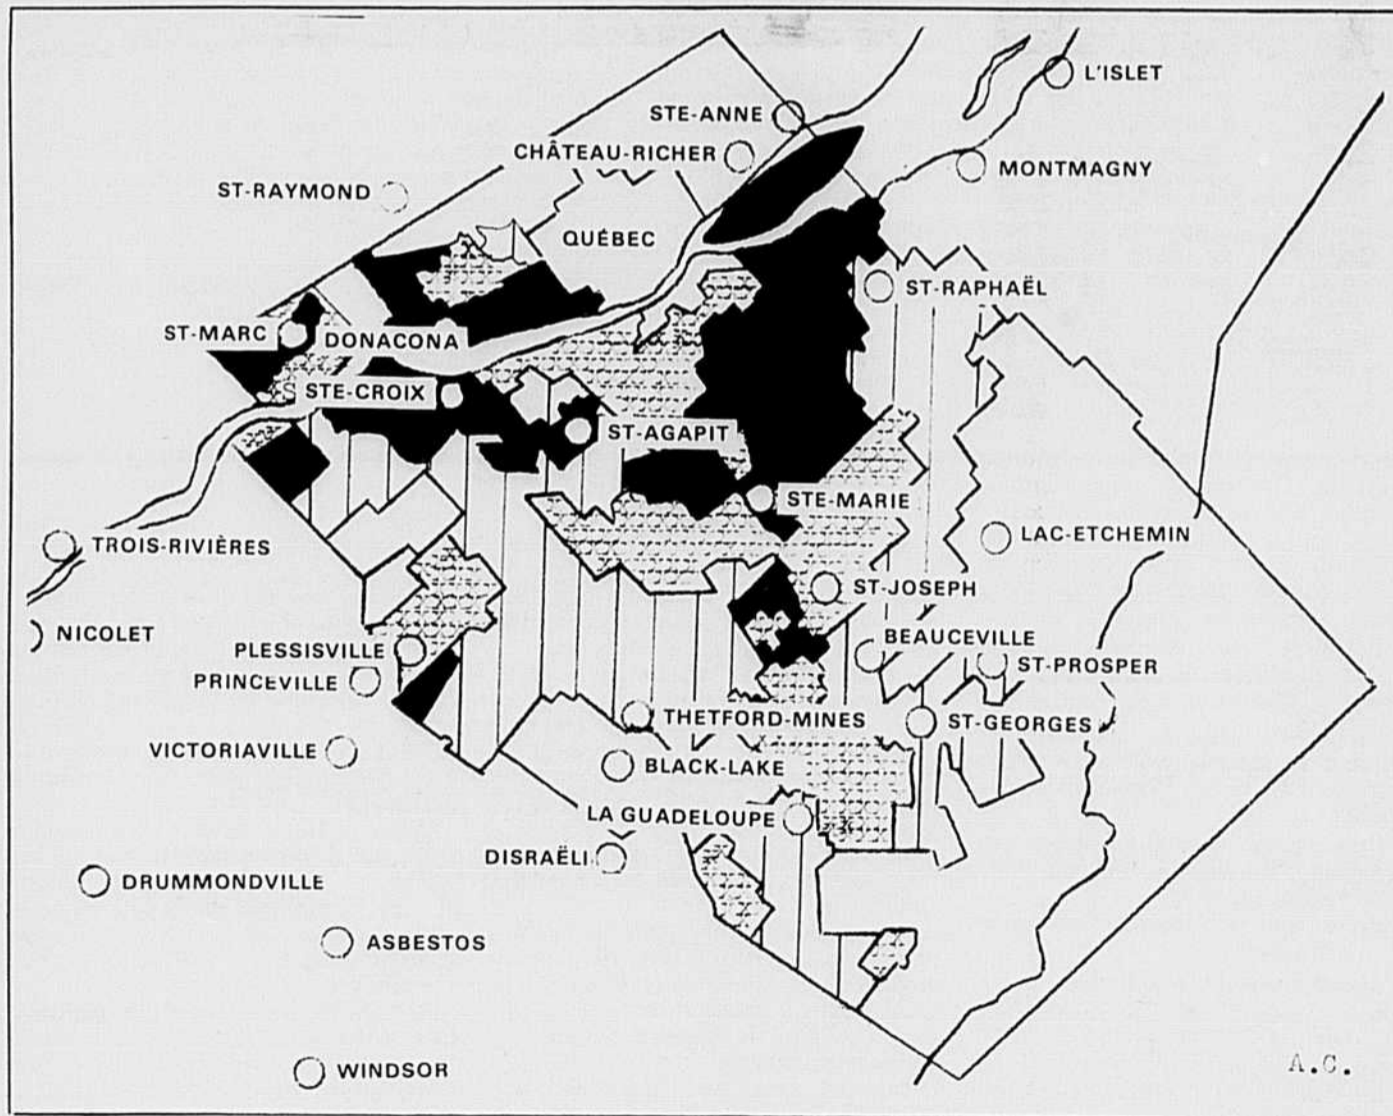 L'ISLET
STE-ANNE
CHÂTEAU-RICHER
MONTMAGNY
ST-RAYMOND
QUÉBEC
ST-RAPHAËL
ST-MARC
DONACONA
STE-CROIX
ST-AGAPIT
STE-MARIE
LAC-ETCHEMIN
TROIS-RIVIÈRES
ST-JOSEPH
NICOLET
BEAUCEVILLE
PLESSISVILLE
ST-PROSPER
PRINCEVILLE
THETFORD-MINES
ST-GEORGES
VICTORIAVILLE
BLACK-LAKE
LA GUADELOUPE
DISRAËLI
DRUMMONDVILLE
ASBESTOS
A.C.
WINDSOR